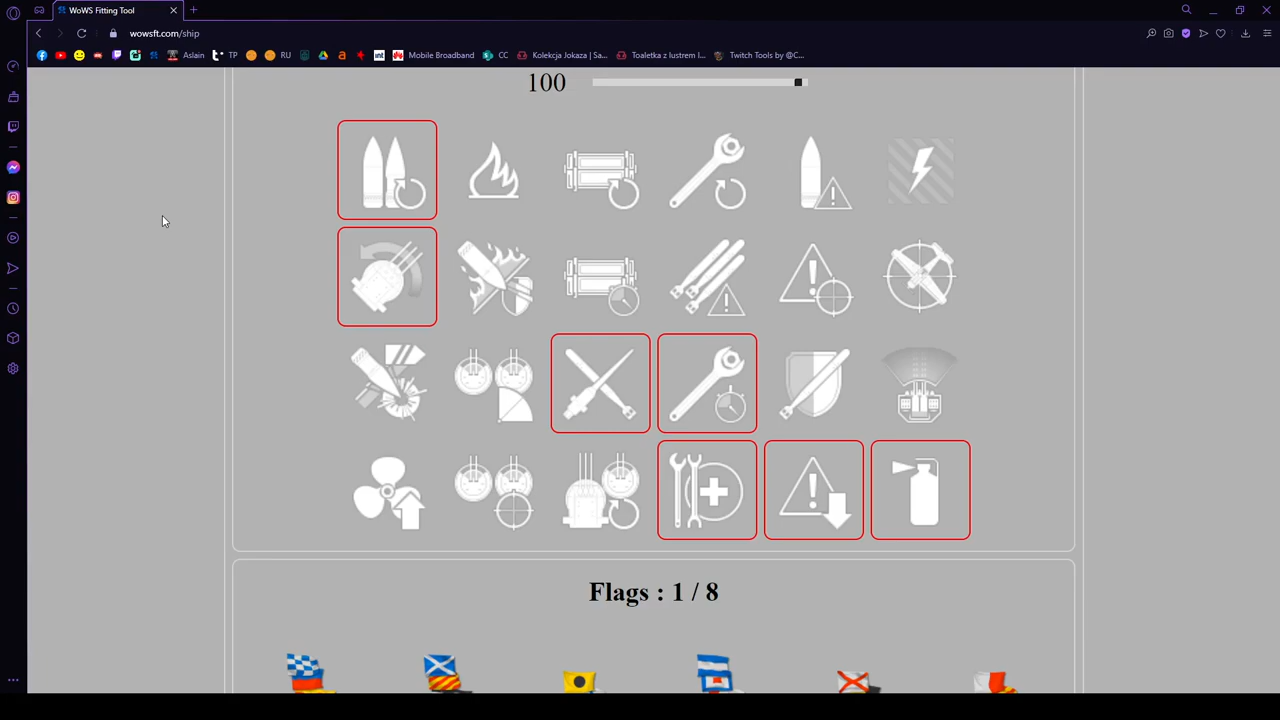 WoWS Fitting Tool
wowsft.com/ship
Aslain TP RU Mobile Broadband CC Kolekcja Jokaza | Sa... Toaletka z lustrem I... Twitch Tools by @C...
100
Flags : 1 / 8